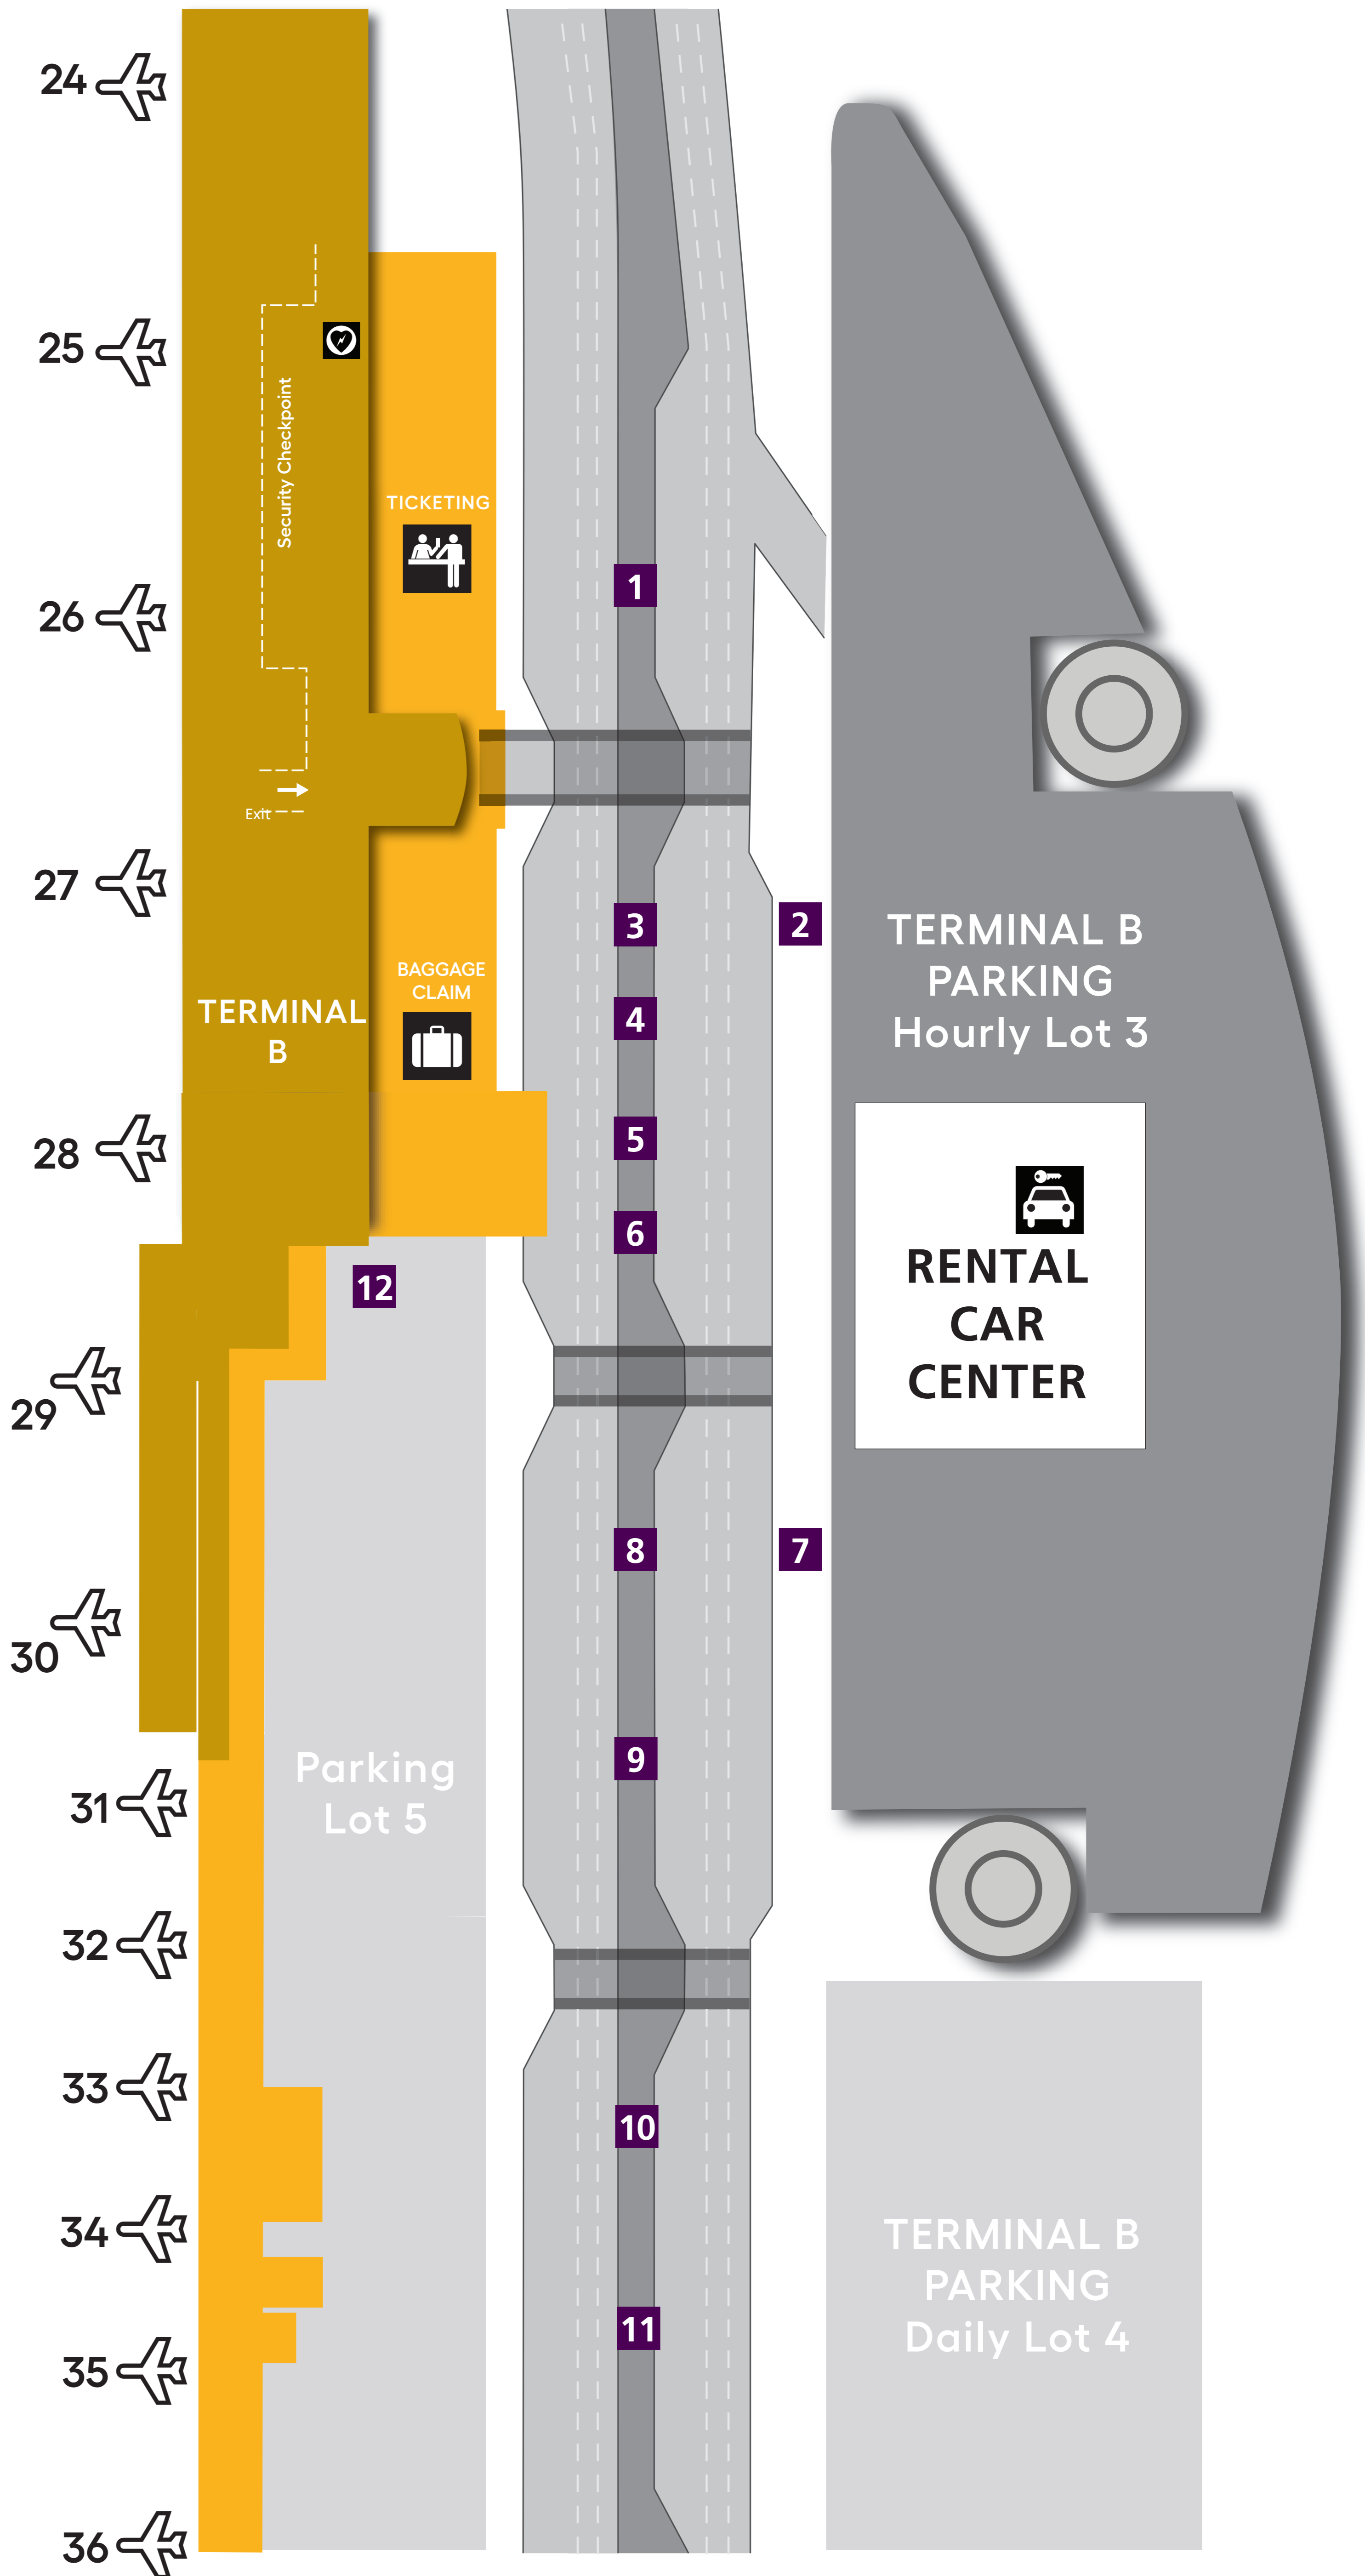 24
25
Security Checkpoint
TICKETING
1
26
Exit
27
3
2
TERMINAL B
PARKING
Hourly Lot 3
BAGGAGE
CLAIM
TERMINAL
B
4
28
5
6
12
RENTAL
CAR
CENTER
29
8
7
30
9
Parking
Lot 5
31
32
33
10
34
TERMINAL B
PARKING
Daily Lot 4
11
35
36